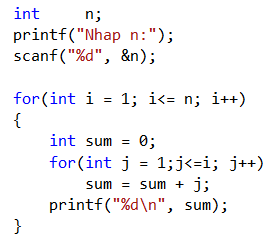 int     n;
printf("Nhap n:");
scanf("%d", &n);

for(int i = 1; i<= n; i++)
{
    int sum = 0;
    for(int j = 1;j<=i; j++)
        sum = sum + j;
    printf("%d\n", sum);
}